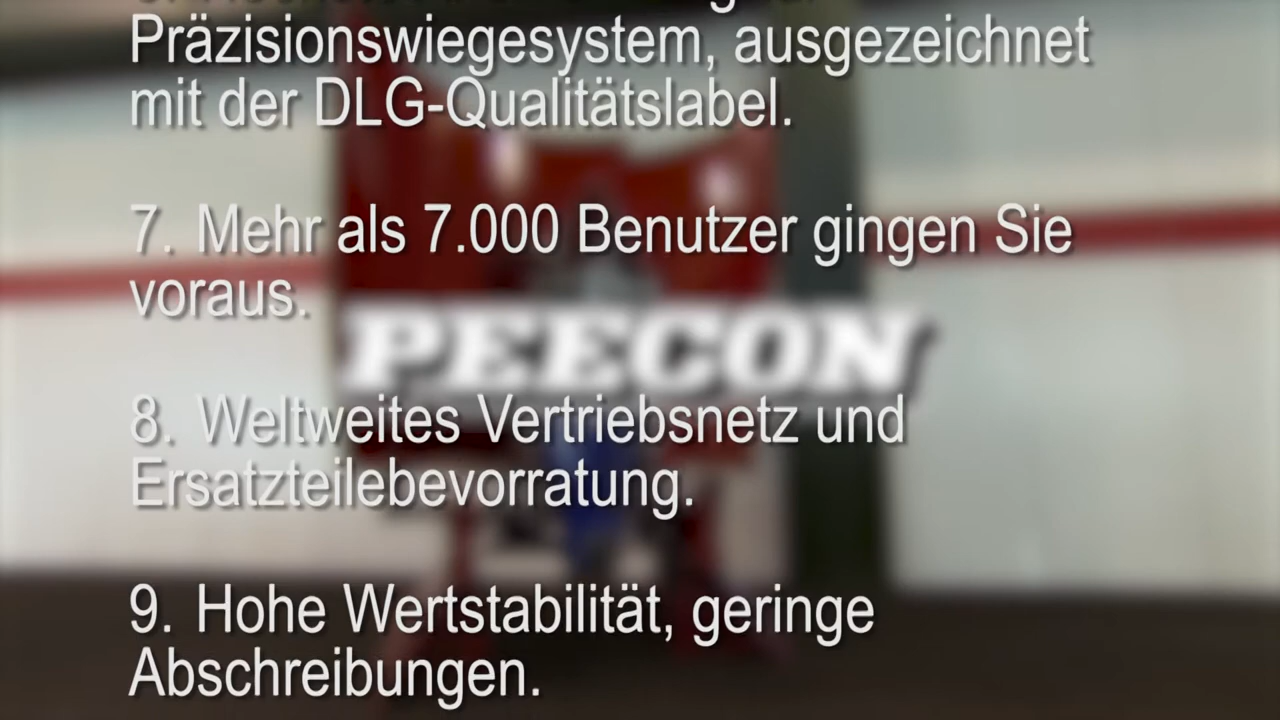 Präzisionswiegesystem, ausgezeichnet
mit der DLG-Qualitätslabel.
7. Mehr als 7.000 Benutzer gingen Sie
voraus.
PEECON
8. Weltweites Vertriebsnetz und
Ersatzteilebevorratung.
9. Hohe Wertstabilität, geringe
Abschreibungen.